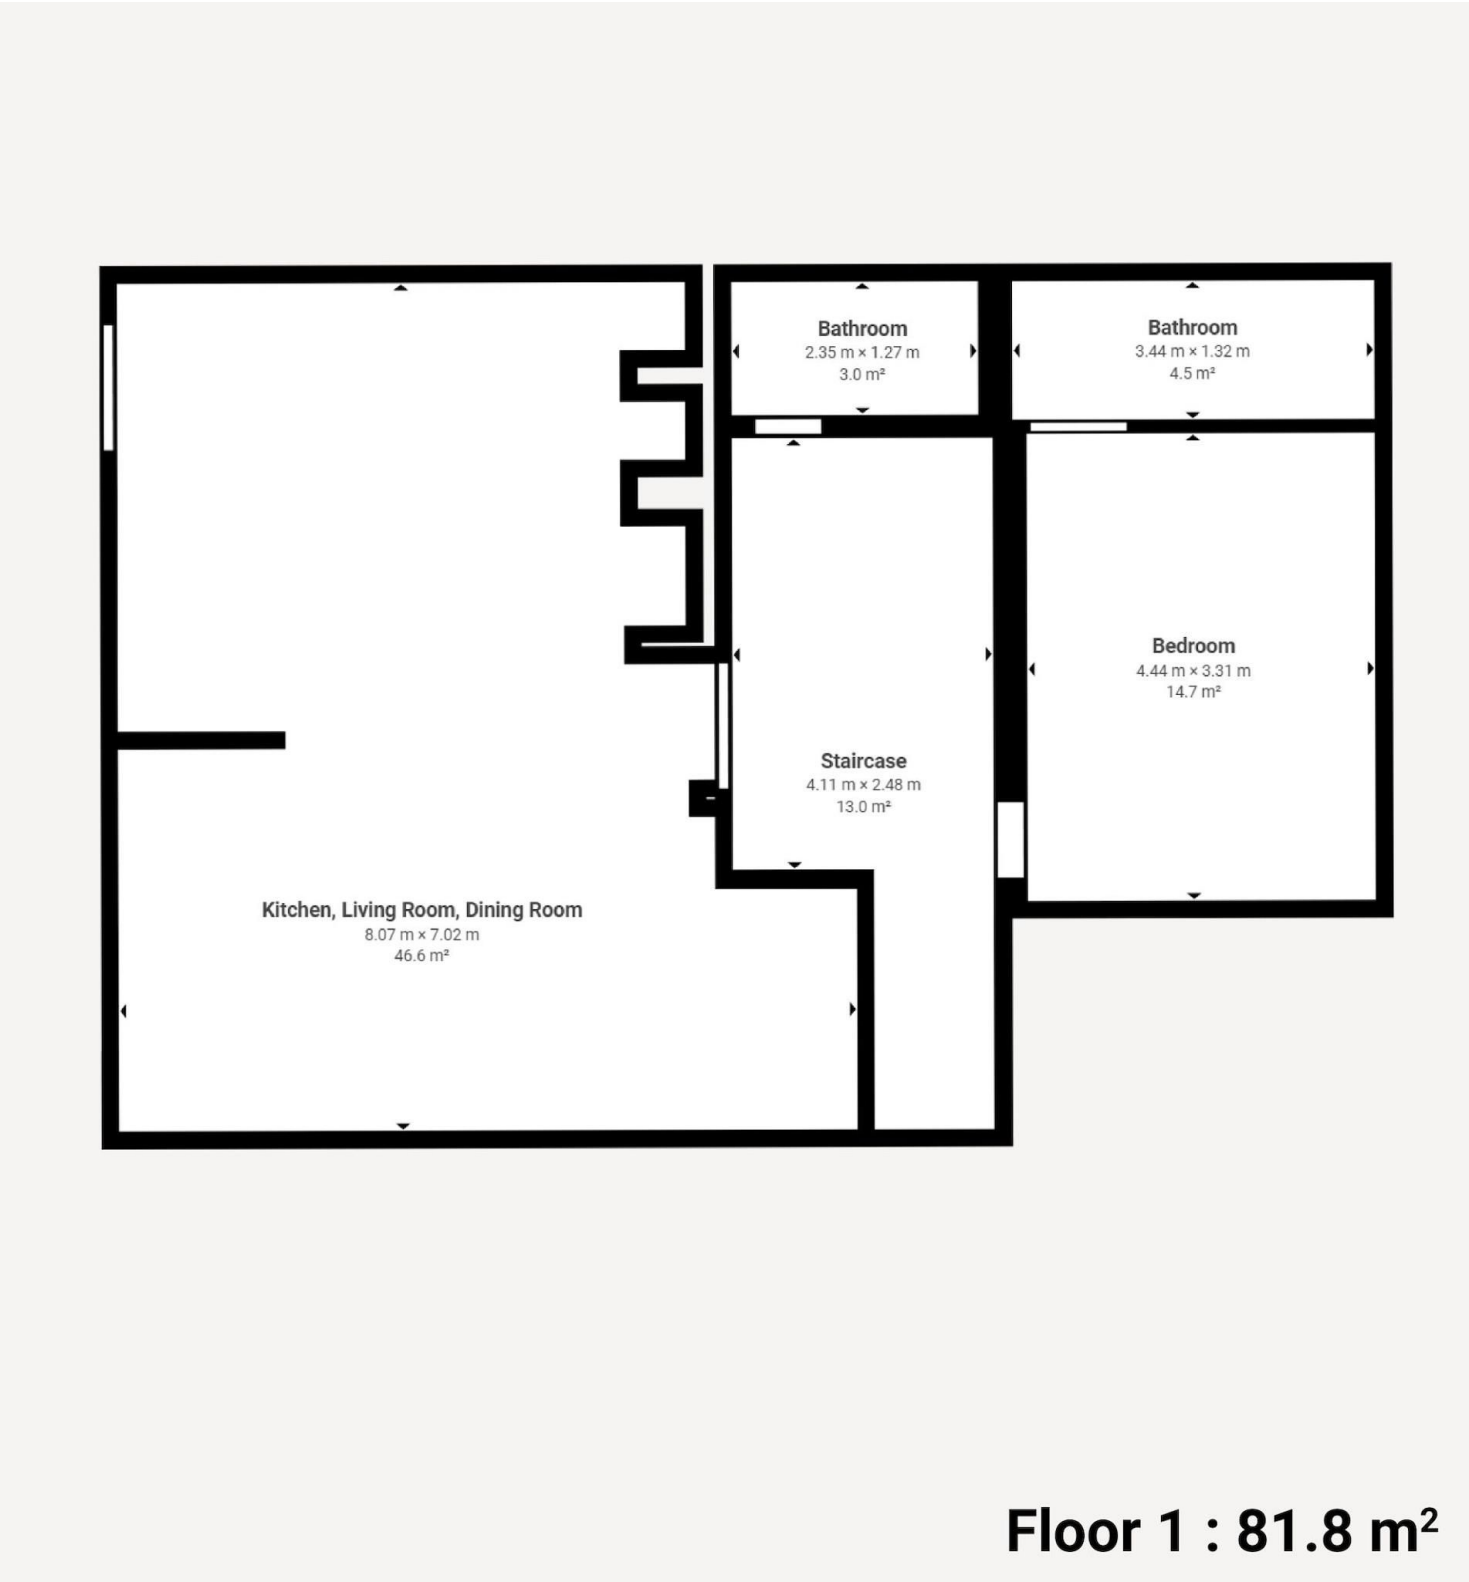 Bathroom
2.35 m × 1.27 m
3.0 m²
Bathroom
3.44 m × 1.32 m
4.5 m²
Bedroom
4.44 m × 3.31 m
14.7 m²
Staircase
4.11 m × 2.48 m
13.0 m²
Kitchen, Living Room, Dining Room
8.07 m × 7.02 m
46.6 m²
Floor 1 : 81.8 m²